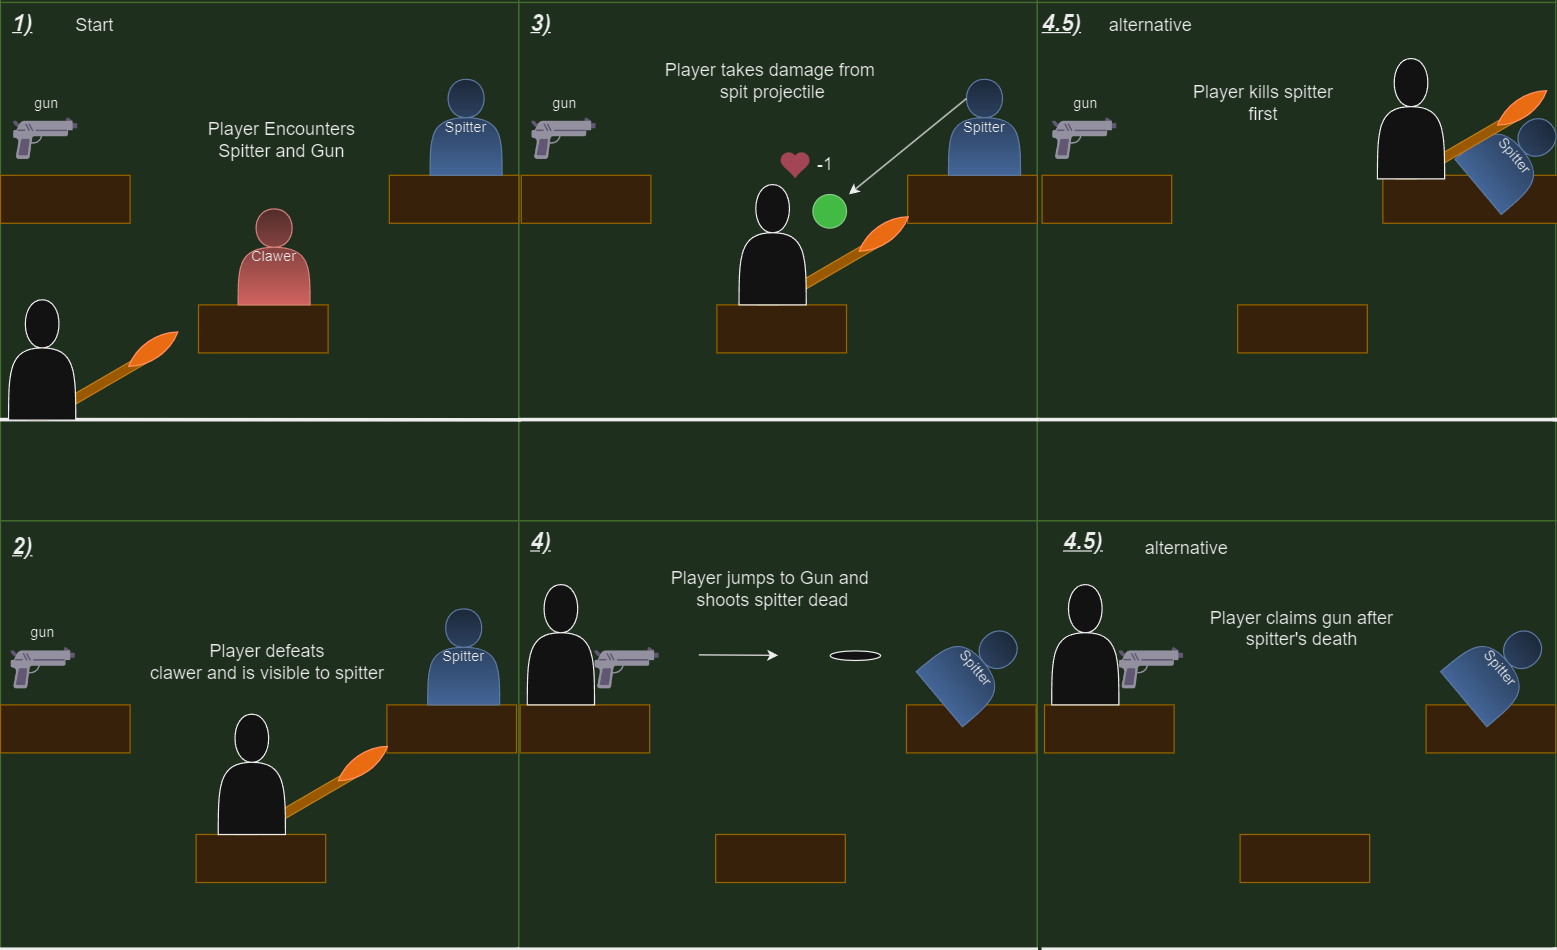 1)
Start
gun
Player Encounters
Spitter and Gun
Spitter
Clawer
2)
gun
Player defeats
clawer and is visible to spitter
Spitter
3)
Player takes damage from
spit projectile
gun
-1
Spitter
4)
Player jumps to Gun and
shoots spitter dead
Spitter
4.5)
alternative
Player kills spitter
first
gun
Spitter
4.5)
alternative
Player claims gun after
spitter's death
Spitter